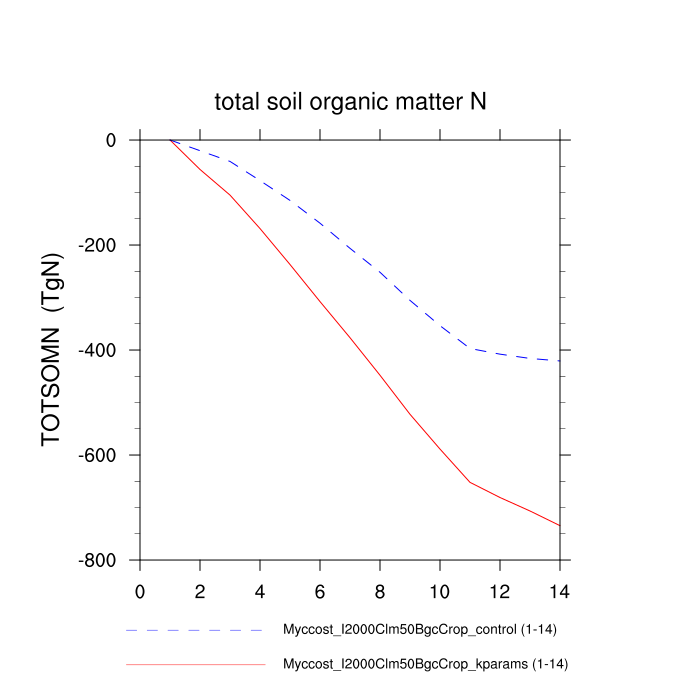 total soil organic matter N
TOTSOMN (TgN)
0
-200
-400
-600
-800
0 2 4 6 8 10 12 14
Myccost_I2000Clm50BgcCrop_control (1-14)
Myccost_I2000Clm50BgcCrop_kparams (1-14)